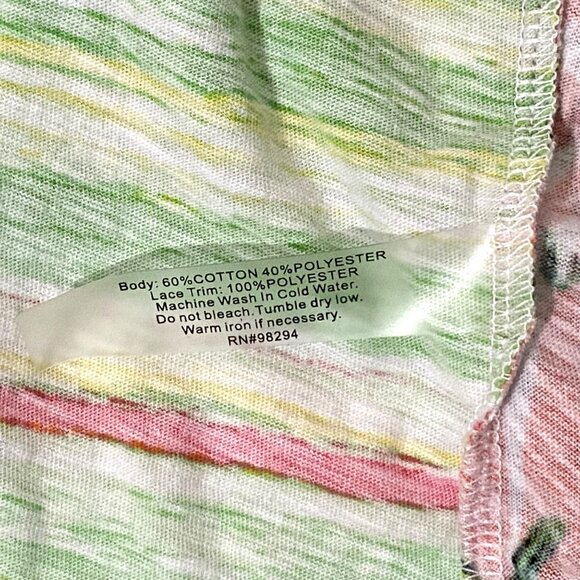 Body: 60%COTTON 40%POLYESTER
Lace Trim: 100%POLYESTER
Machine Wash In Cold Water.
Do not bleach. Tumble dry low.
Warm iron if necessary.
RN#98294